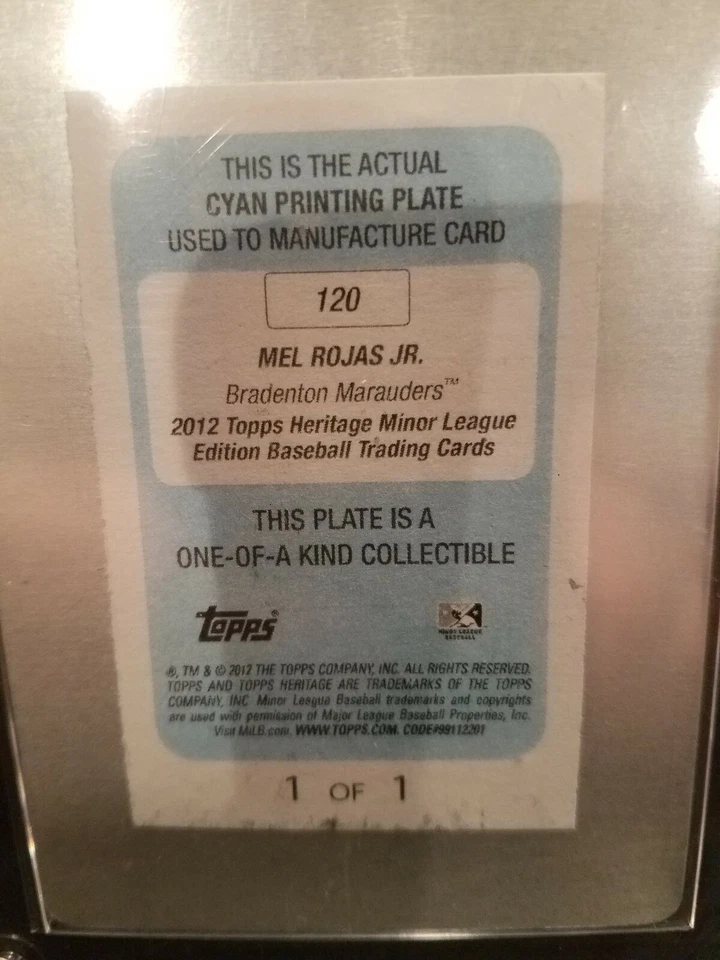 THIS IS THE ACTUAL
CYAN PRINTING PLATE
USED TO MANUFACTURE CARD
120
MEL ROJAS JR.
Bradenton Marauders™
2012 Topps Heritage Minor League
Edition Baseball Trading Cards
THIS PLATE IS A
ONE-OF-A KIND COLLECTIBLE
topps®
MINOR LEAGUE
BASEBALL
®, TM & © 2012 THE TOPPS COMPANY, INC. ALL RIGHTS RESERVED.
TOPPS AND TOPPS HERITAGE ARE TRADEMARKS OF THE TOPPS
COMPANY, INC Minor League Baseball trademarks and copyrights
are used with permission of Major League Baseball Properties, Inc.
Visit MiLB.com. WWW.TOPPS.COM. CODE#99112201
1 OF 1